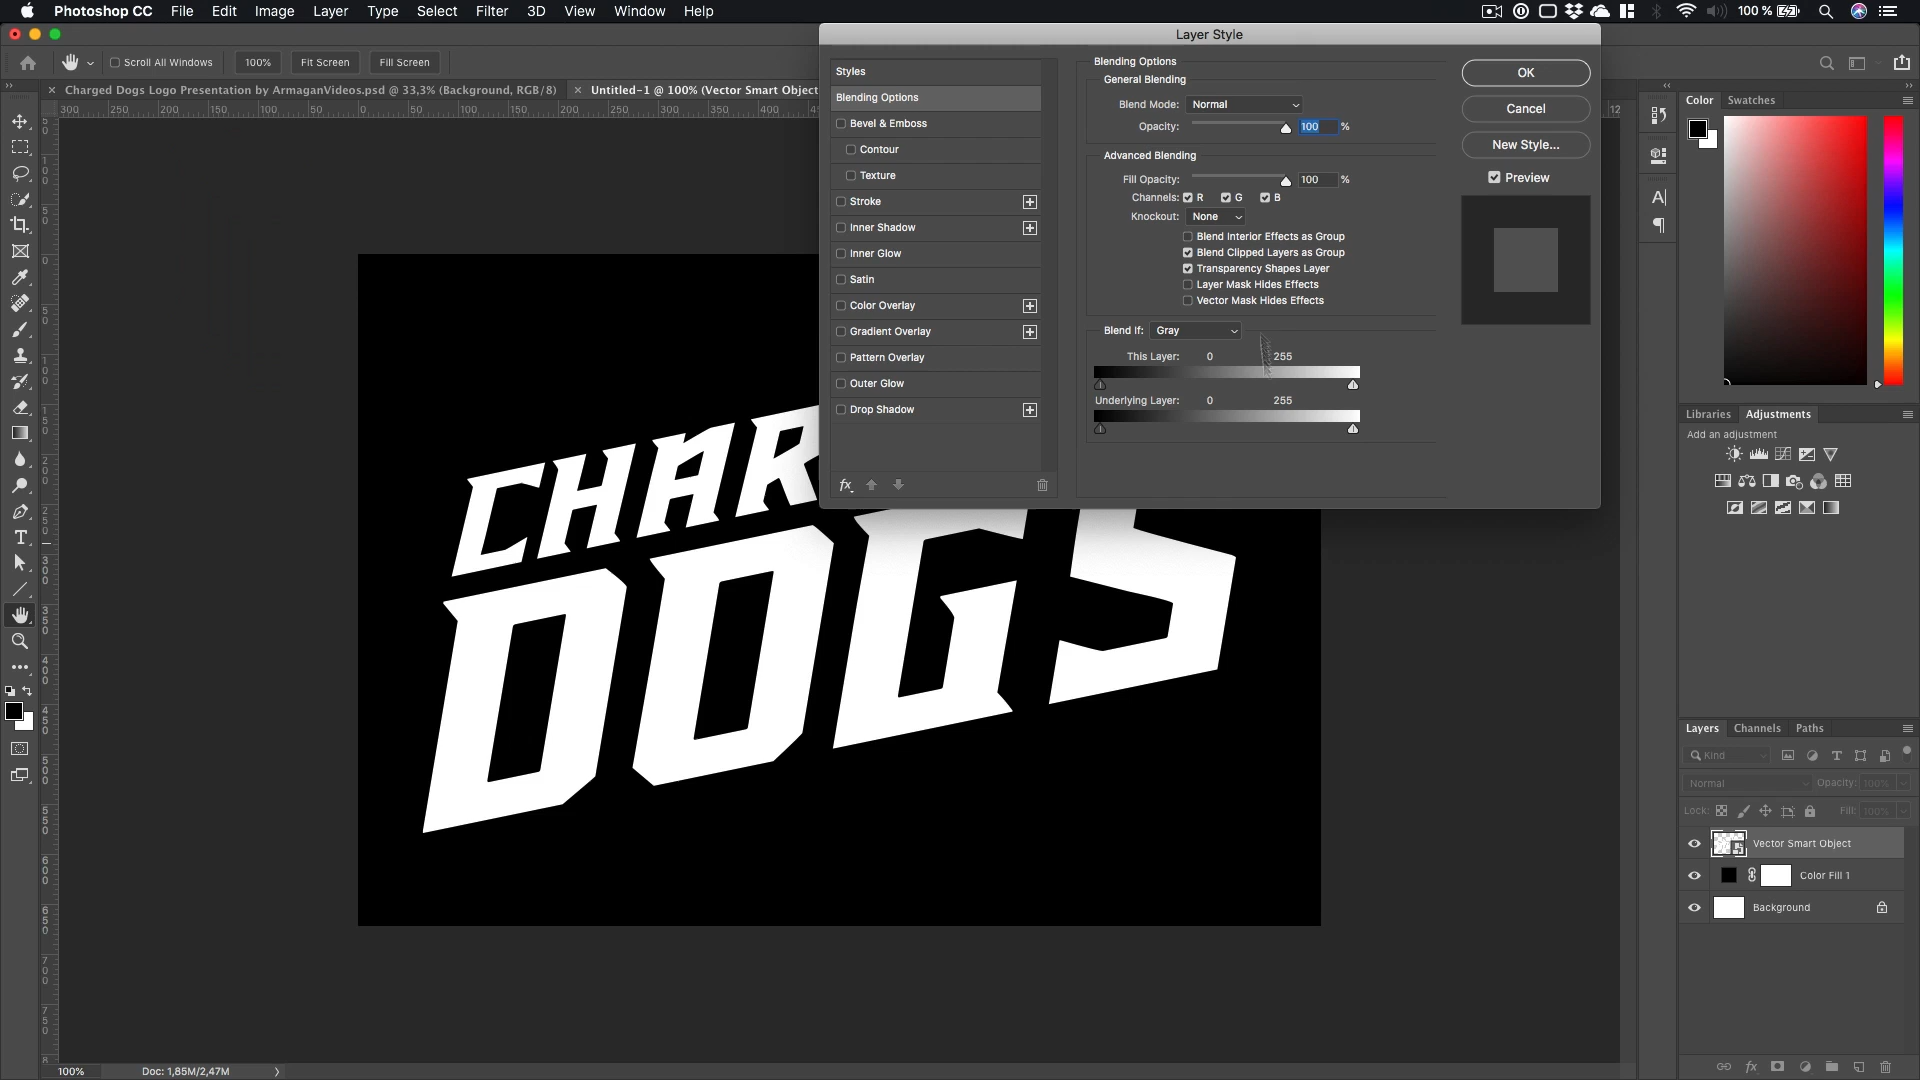 Photoshop CC File Edit Image Layer Type Select Filter 3D View Window Help 100 %
Layer Style
Scroll All Windows 100% Fit Screen Fill Screen
Charged Dogs Logo Presentation by ArmaganVideos.psd @ 33,3% (Background, RGB/8)
Untitled-1 @ 100% (Vector Smart Object
Styles
Blending Options
Bevel & Emboss
Contour
Texture
Stroke
Inner Shadow
Inner Glow
Satin
Color Overlay
Gradient Overlay
Pattern Overlay
Outer Glow
Drop Shadow
fx
Blending Options
General Blending
Blend Mode: Normal
Opacity: 100 %
Advanced Blending
Fill Opacity: 100 %
Channels: R G B
Knockout: None
Blend Interior Effects as Group
Blend Clipped Layers as Group
Transparency Shapes Layer
Layer Mask Hides Effects
Vector Mask Hides Effects
Blend If: Gray
This Layer: 0 255
Underlying Layer: 0 255
OK
Cancel
New Style...
Preview
CHAR
DOGS
Color Swatches
Libraries Adjustments
Add an adjustment
Layers Channels Paths
Kind
Normal Opacity: 100%
Lock: Fill: 100%
Vector Smart Object
Color Fill 1
Background
fx
100% Doc: 1,85M/2,47M